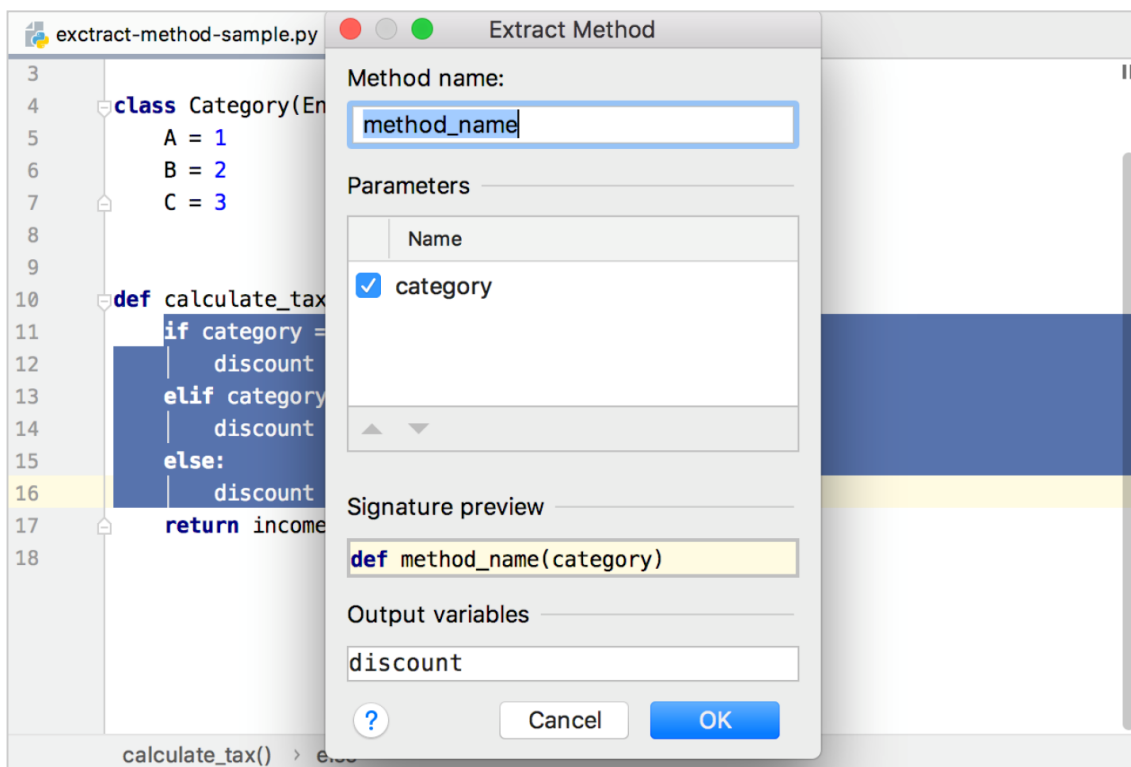 exctract-method-sample.py
Extract Method
3
4 class Category(En
5 A = 1
6 B = 2
7 C = 3
8
9
10 def calculate_tax
11 if category =
12 discount
13 elif category
14 discount
15 else:
16 discount
17 return income
18
Method name:
method_name
Parameters
Name
category
Signature preview
def method_name(category)
Output variables
discount
?
Cancel
OK
calculate_tax() › else